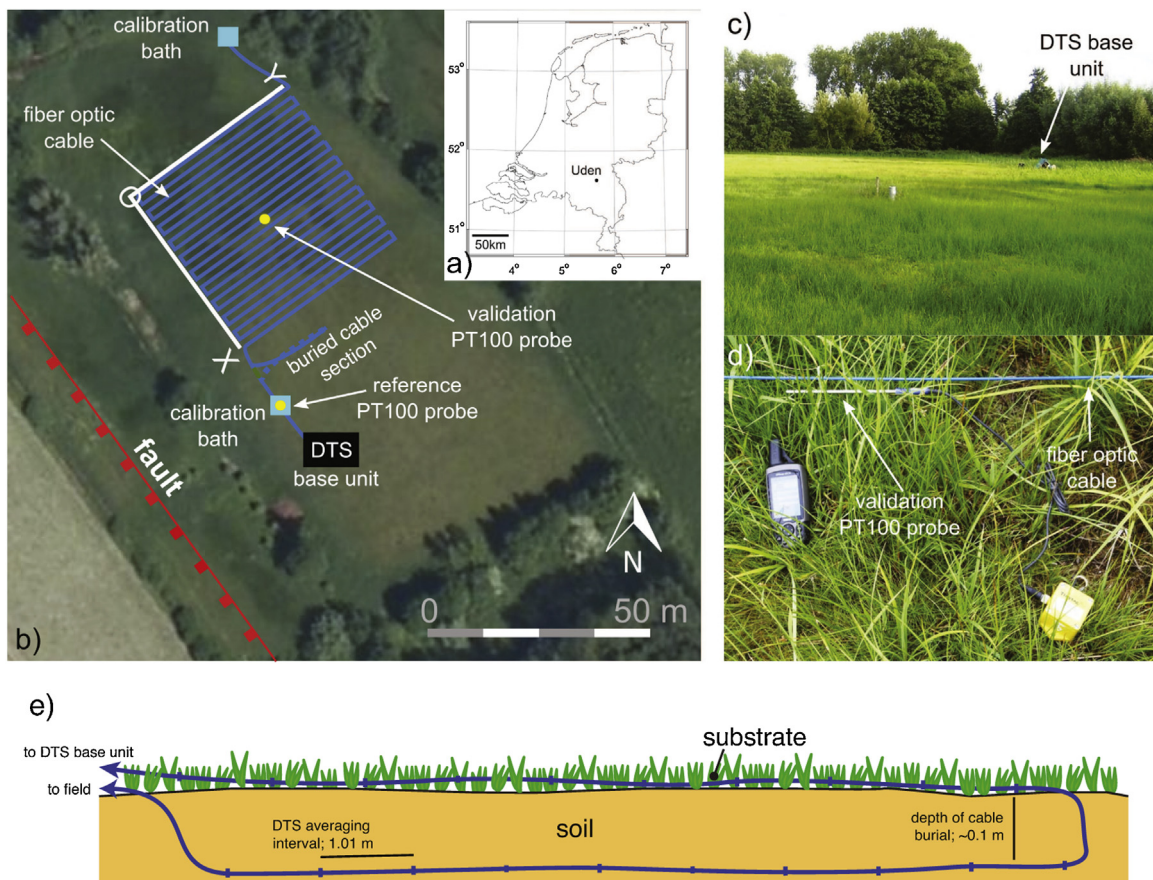 calibration
bath
fiber optic
cable
Y
X
validation
PT100 probe
buried cable
section
reference
PT100 probe
calibration
bath
DTS
base unit
fault
N
0 50 m
b)
53°
52°
51°
Uden
50km
a)
4° 5° 6° 7°
c)
DTS base
unit
d)
validation
PT100 probe
fiber optic
cable
e)
to DTS base unit
to field
substrate
DTS averaging
interval; 1.01 m
soil
depth of cable
burial; ~0.1 m